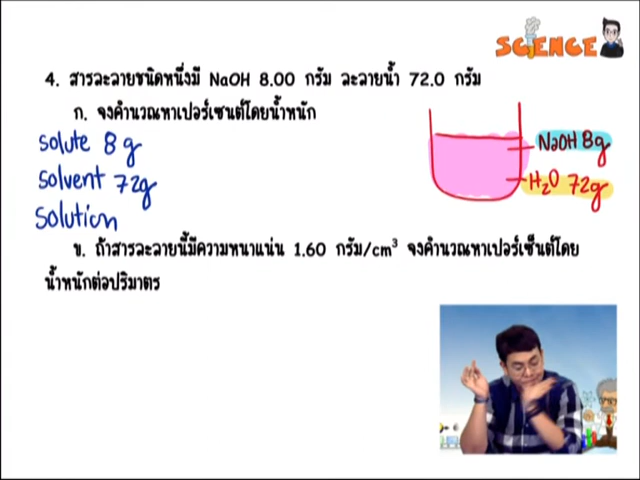 SCIENCE
4. สารละลายชนิดหนึ่งมี NaOH 8.00 กรัม ละลายน้ำ 72.0 กรัม
ก. จงคำนวณหาเปอร์เซนต์โดยน้ำหนัก
solute 8 g
solvent 72g
solution
NaOH 8g
H₂O 72g
ข. ถ้าสารละลายนี้มีความหนาแน่น 1.60 กรัม/cm³ จงคำนวณหาเปอร์เซ็นต์โดย
น้ำหนักต่อปริมาตร